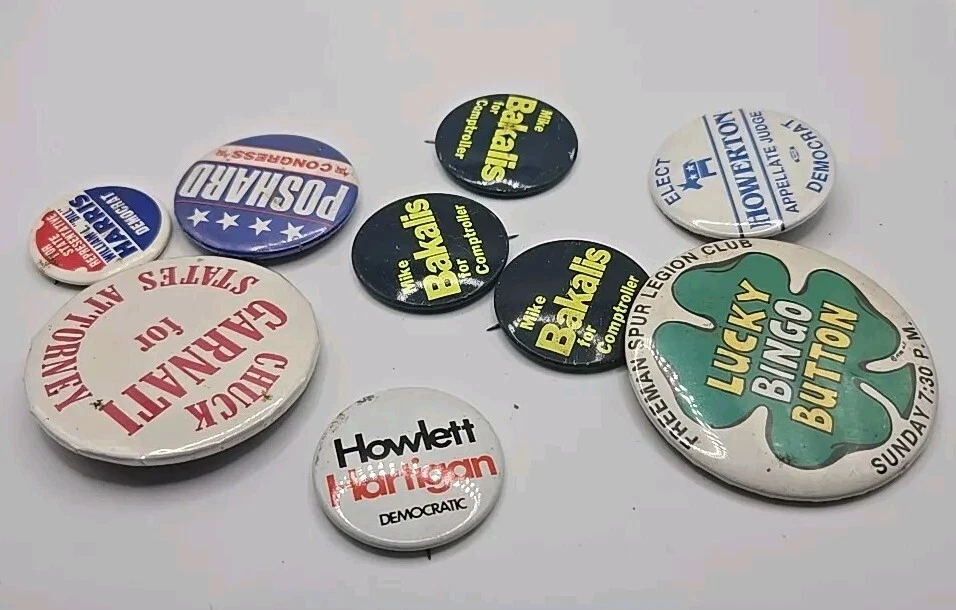 FOR
STATE
REPRESENTATIVE
WILLIAM L. "BILL"
HARRIS
DEMOCRAT
POSHARD
CONGRESS
Mike
Bakalis
for
Comptroller
Mike
Bakalis
for
Comptroller
Mike
Bakalis
for
Comptroller
ELECT
HOWERTON
APPELLATE JUDGE
DEMOCRAT
CHUCK
GARNATI
for
STATES ATTORNEY
Howlett
Hartigan
DEMOCRATIC
FREEMAN SPUR LEGION CLUB
LUCKY
BINGO
BUTTON
SUNDAY 7:30 P.M.